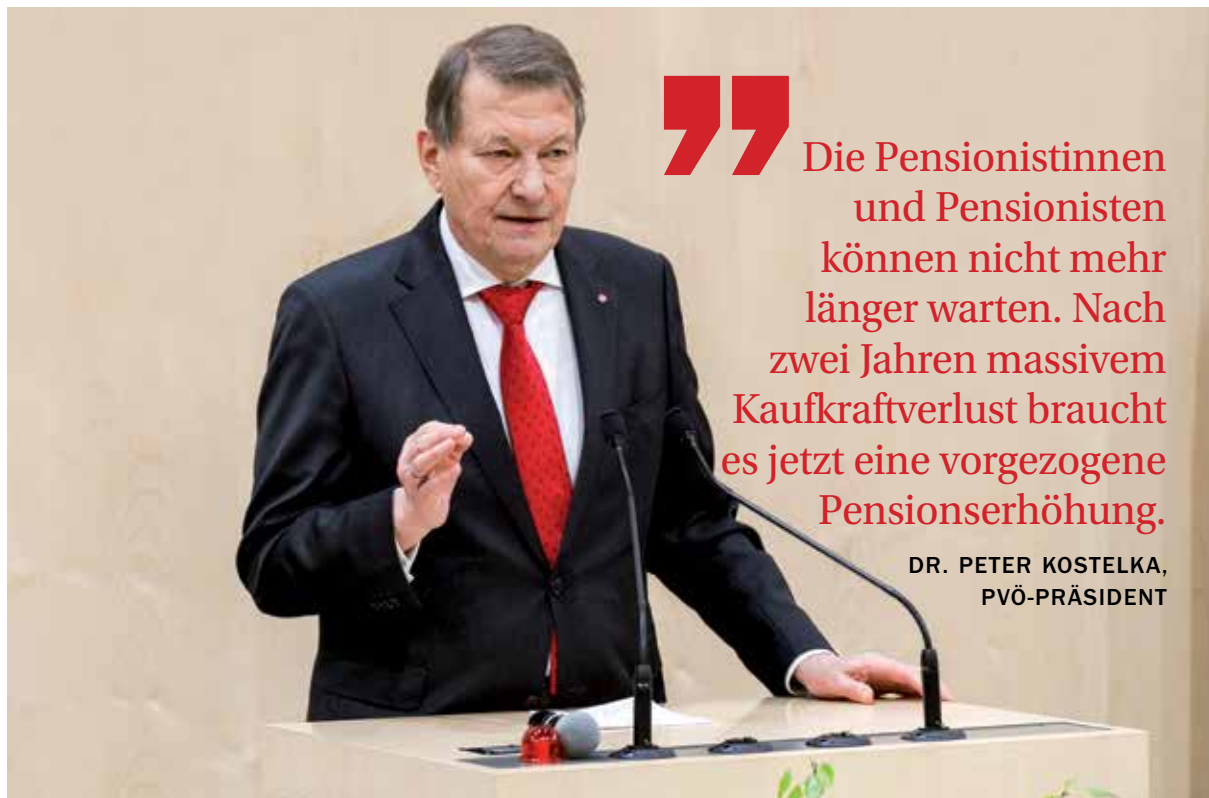 ”
Die Pensionistinnen
und Pensionisten
können nicht mehr
länger warten. Nach
zwei Jahren massivem
Kaufkraftverlust braucht
es jetzt eine vorgezogene
Pensionserhöhung.
DR. PETER KOSTELKA,
PVÖ-PRÄSIDENT